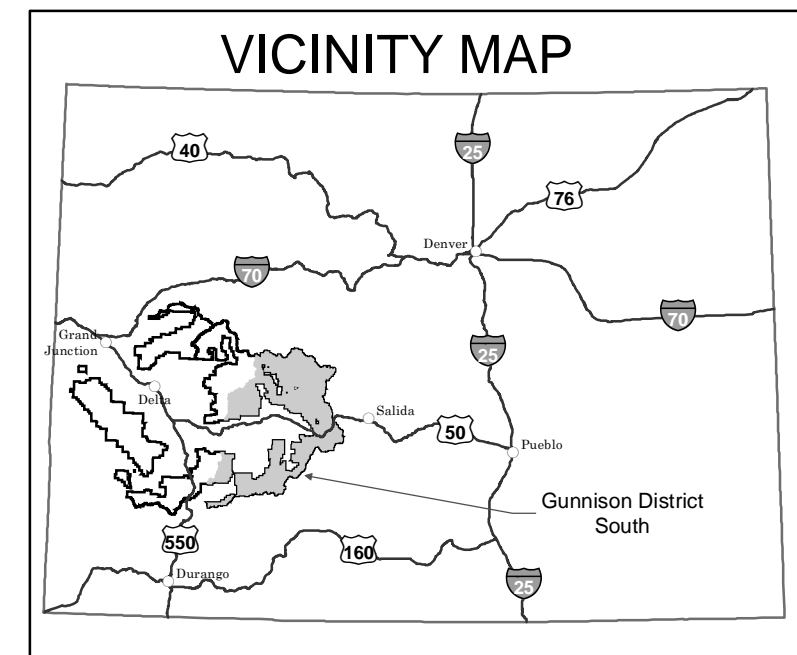 VICINITY MAP
40
25
76
Denver
70
70
Grand
Junction
25
Delta
Salida
50
Pueblo
Gunnison District
South
550
160
Durango
25